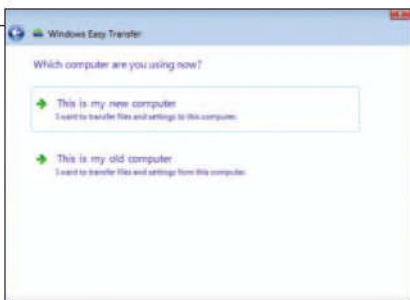 Windows Easy Transfer
Which computer are you using now?
This is my new computer
I want to transfer files and settings to this computer.
This is my old computer
I want to transfer files and settings from this computer.